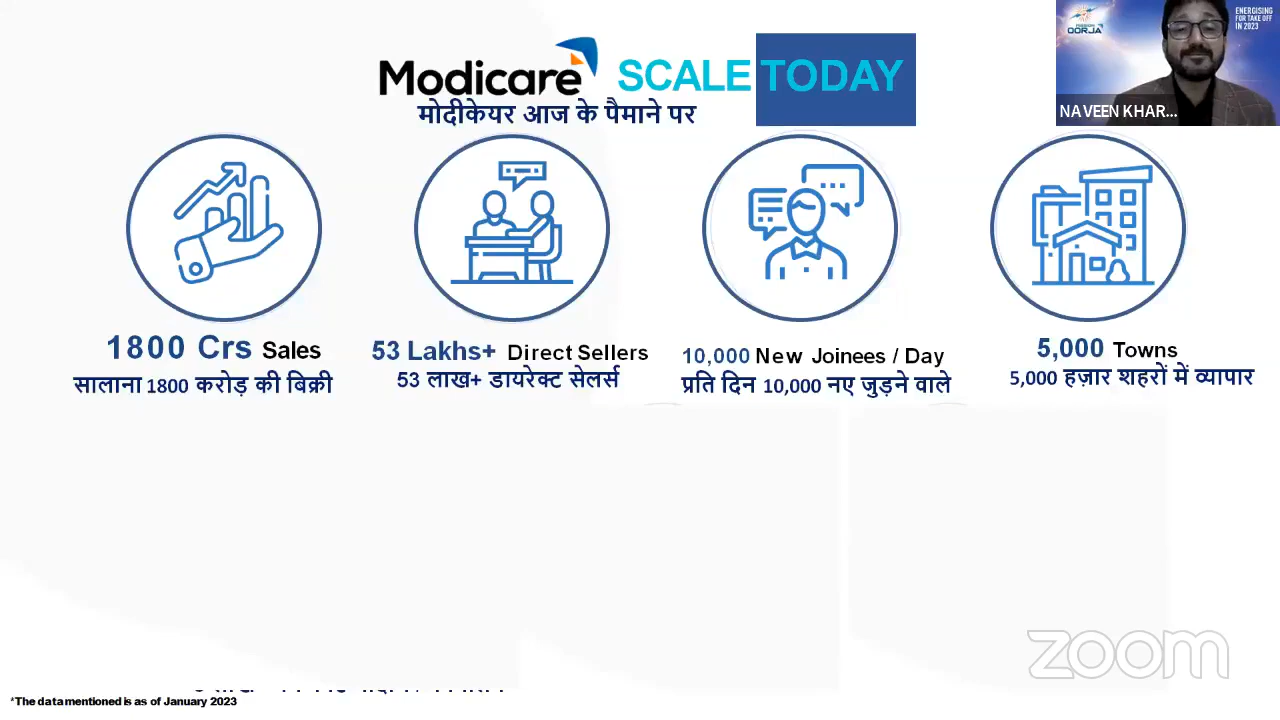 Modicare SCALE TODAY
मोदीकेयर आज के पैमाने पर
OORJA
ENERGISING
FOR TAKE OFF
IN 2023
NAVEEN KHAR...
1800 Crs Sales
सालाना 1800 करोड़ की बिक्री
53 Lakhs+ Direct Sellers
53 लाख+ डायरेक्ट सेलर्स
10,000 New Joinees / Day
प्रति दिन 10,000 नए जुड़ने वाले
5,000 Towns
5,000 हज़ार शहरों में व्यापार
zoom
*The data mentioned is as of January 2023